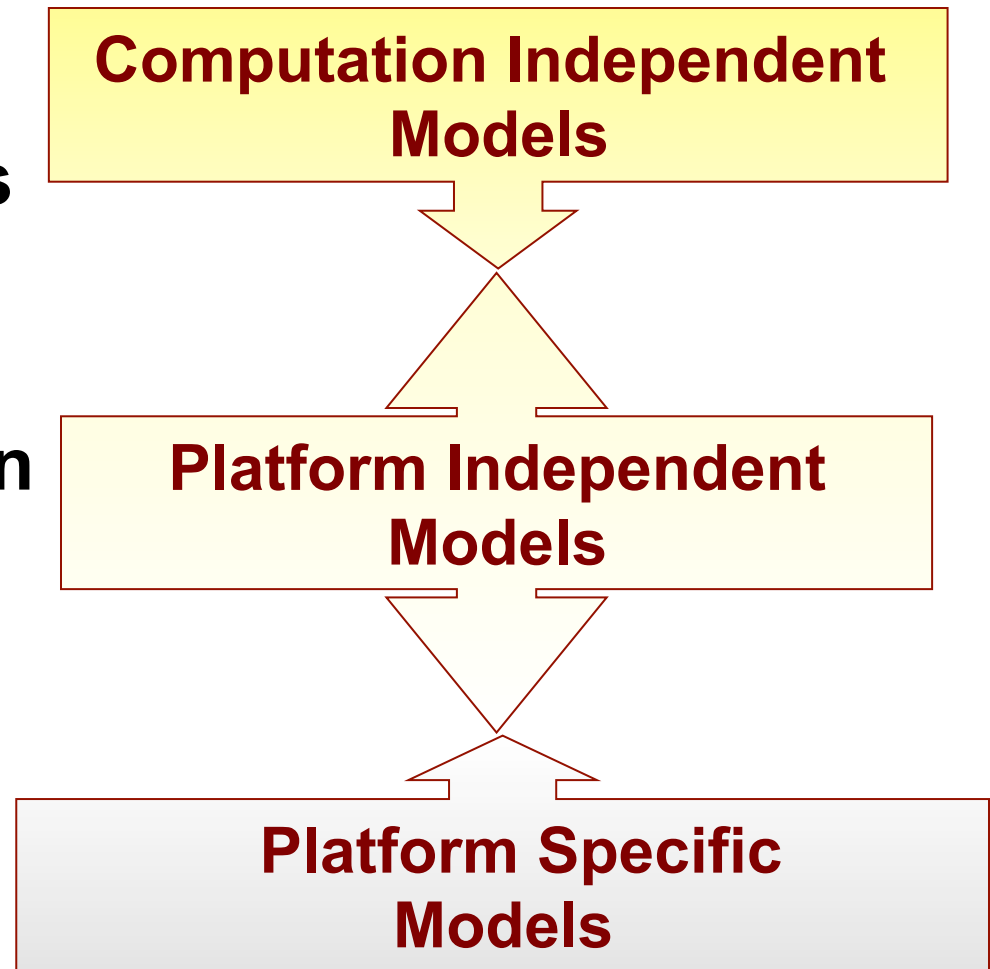 Computation Independent
Models
s
n
Platform Independent
Models
Platform Specific
Models